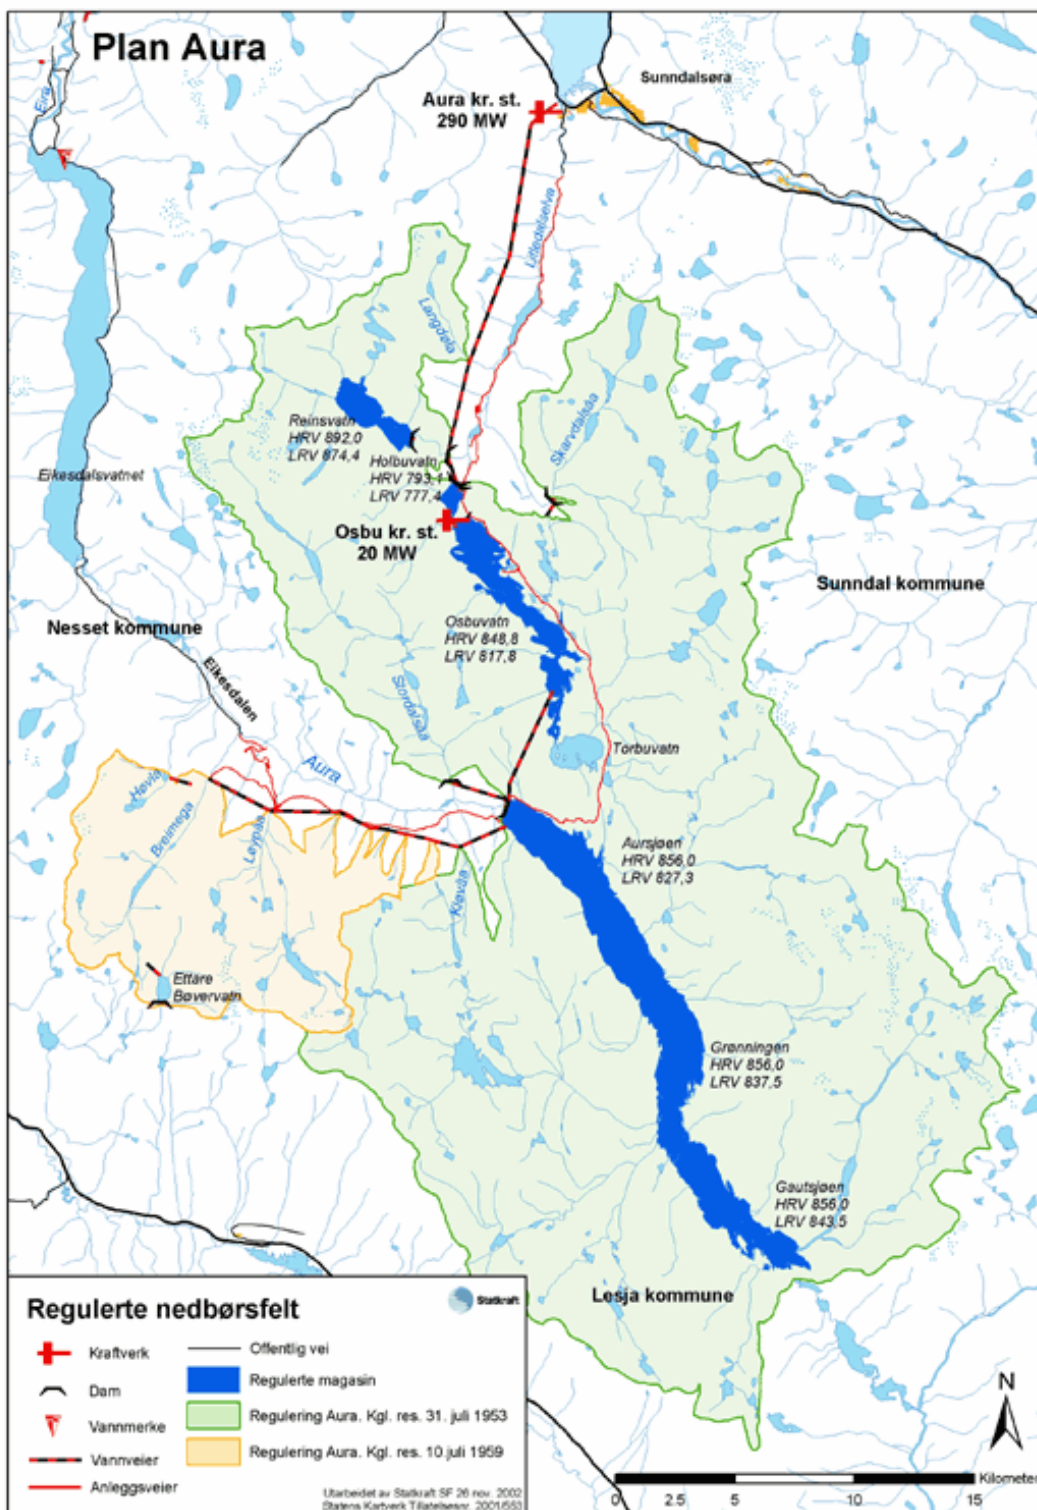 Plan Aura
Sunndalsøra
Aura kr. st.
290 MW
Eira
Litledalselva
Langdøla
Skarvdalsåa
Reinsvatn
HRV 892,0
LRV 874,4
Holbuvatn
HRV 793,1
LRV 777,4
Eikesdalsvatnet
Osbu kr. st.
20 MW
Sunndal kommune
Nesset kommune
Osbuvatn
HRV 848,8
LRV 817,8
Eikesdalen
Stordalsåa
Torbuvatn
Aura
Høvla
Breimega
Løypåa
Aursjøen
HRV 856,0
LRV 827,3
Kløvåa
Ettare
Bøvervatn
Grønningen
HRV 856,0
LRV 837,5
Gautsjøen
HRV 856,0
LRV 843,5
Lesja kommune
Regulerte nedbørsfelt
Statkraft
Kraftverk
Dam
Vannmerke
Vannveier
Anleggsveier
Offentlig vei
Regulerte magasin
Regulering Aura. Kgl. res. 31. juli 1953
Regulering Aura. Kgl. res. 10 juli 1959
Utarbeidet av Statkraft SF 26 nov. 2002
Statens Kartverk Tillatelsesnr. 2001/553
N
Kilometer
0 2.5 5 10 15